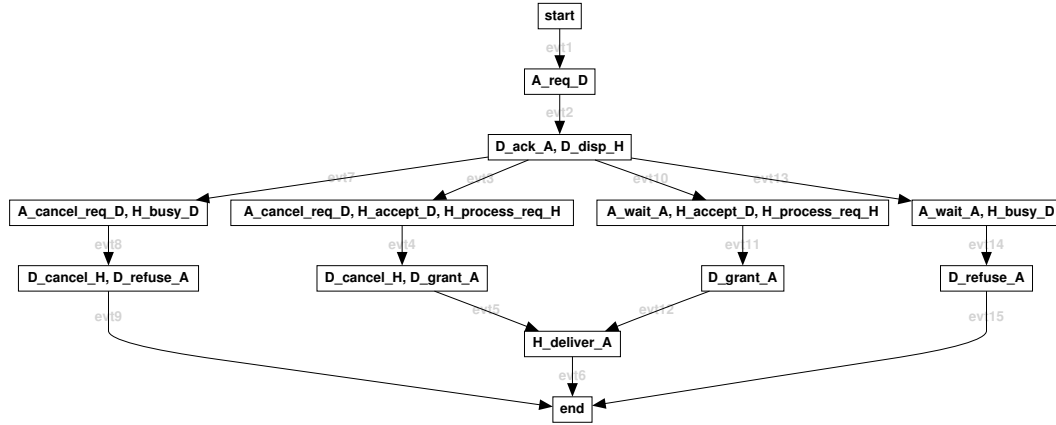 start
evt1
A_req_D
evt2
D_ack_A, D_disp_H
evt7 evt3 evt10 evt13
A_cancel_req_D, H_busy_D A_cancel_req_D, H_accept_D, H_process_req_H A_wait_A, H_accept_D, H_process_req_H A_wait_A, H_busy_D
evt8 evt4 evt11 evt14
D_cancel_H, D_refuse_A D_cancel_H, D_grant_A D_grant_A D_refuse_A
evt9 evt5 evt12 evt15
H_deliver_A
evt6
end